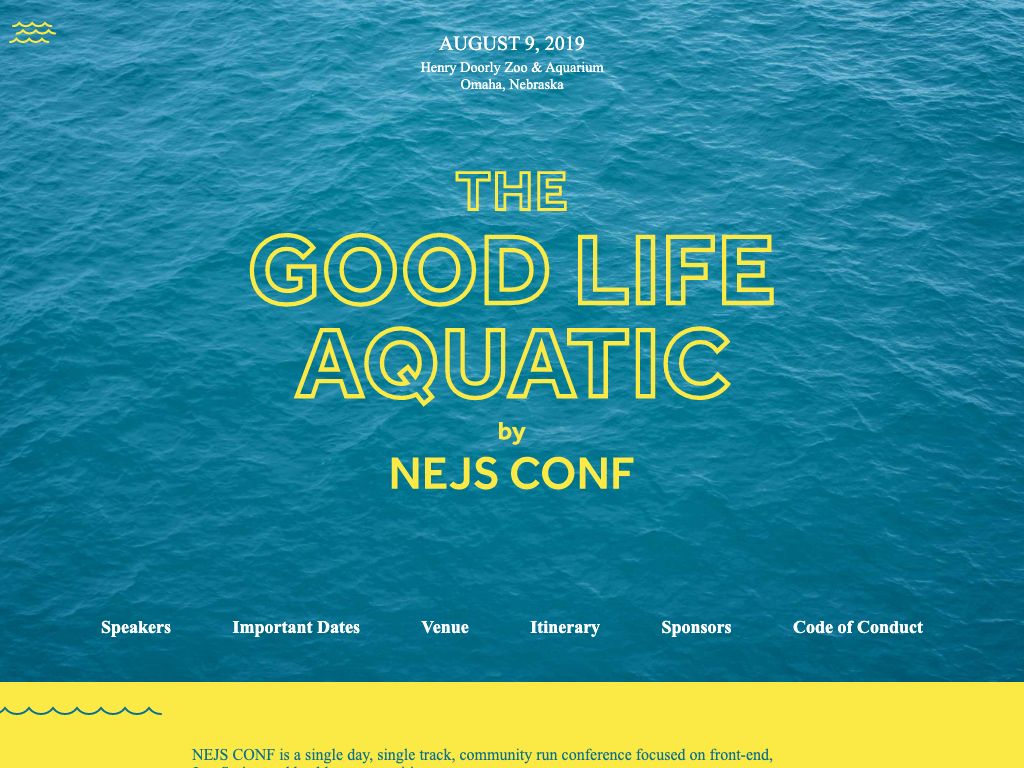 AUGUST 9, 2019
Henry Doorly Zoo & Aquarium
Omaha, Nebraska
THE
GOOD LIFE
AQUATIC
by
NEJS CONF
Speakers Important Dates Venue Itinerary Sponsors Code of Conduct
NEJS CONF is a single day, single track, community run conference focused on front-end,